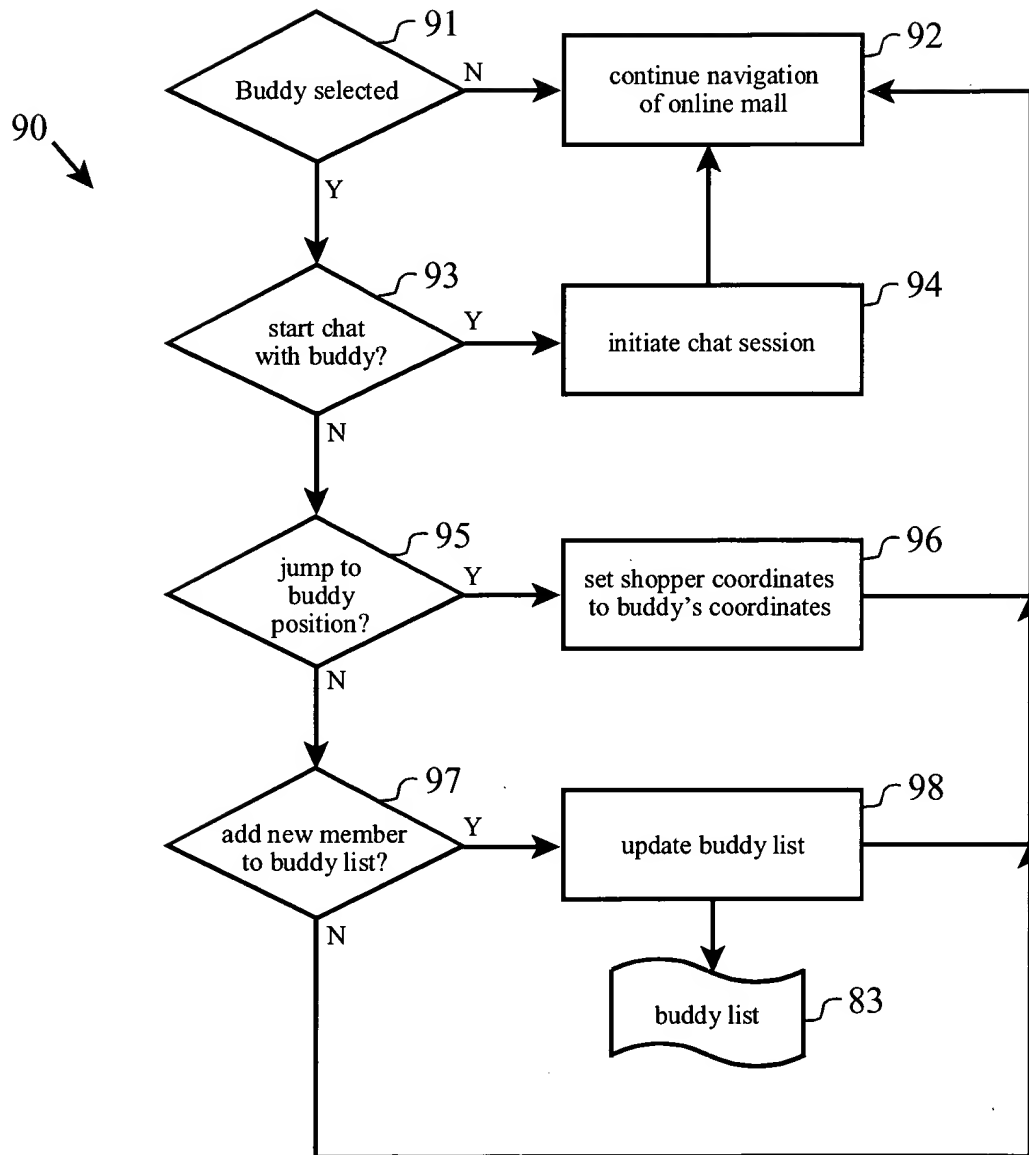 91
Buddy selected
N
92
continue navigation
of online mall
90
Y
93
start chat
with buddy?
Y
94
initiate chat session
N
95
jump to
buddy
position?
Y
96
set shopper coordinates
to buddy’s coordinates
N
97
add new member
to buddy list?
Y
98
update buddy list
N
buddy list
83